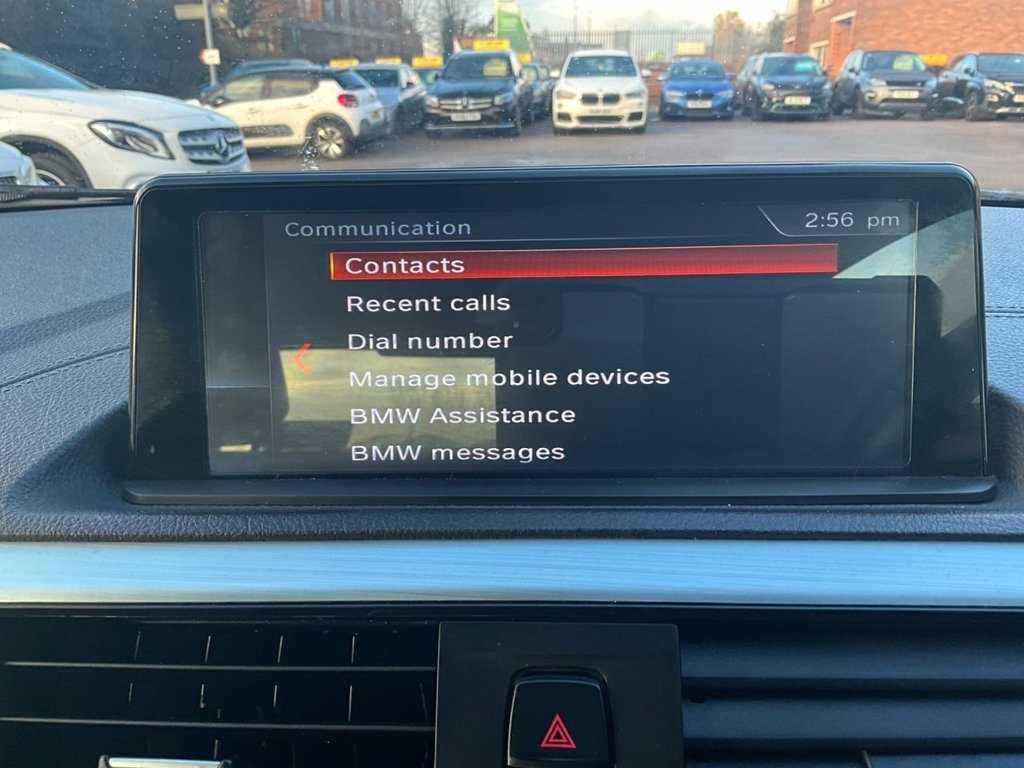 Communication
2:56 pm
Contacts
Recent calls
Dial number
Manage mobile devices
BMW Assistance
BMW messages